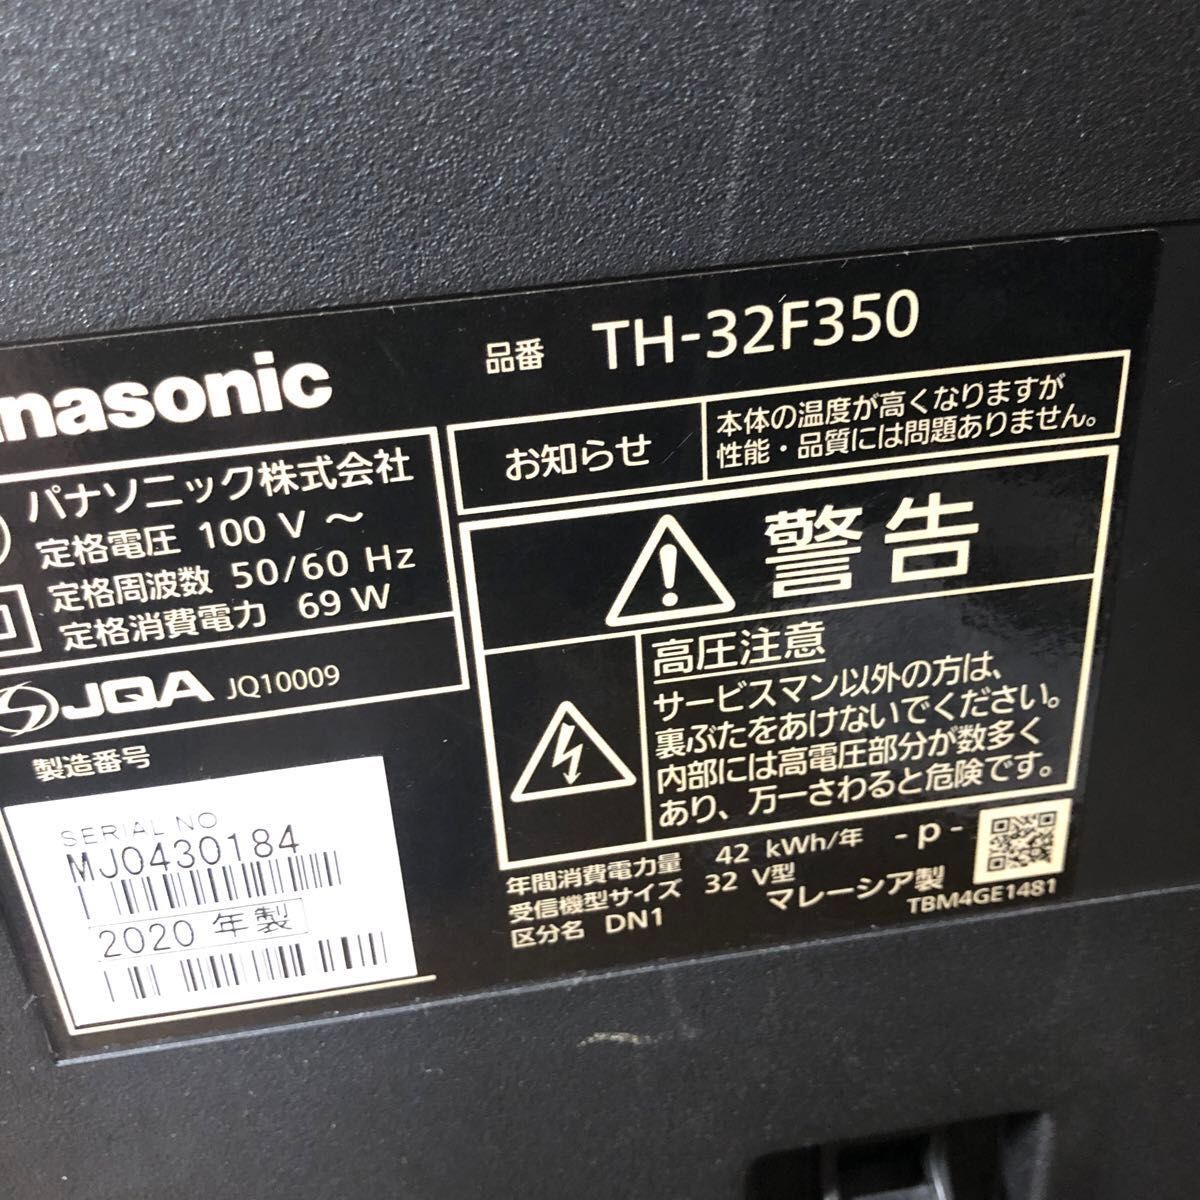 品番 TH-32F350
nasonic
パナソニック株式会社
定格電圧 100 V ～
定格周波数 50/60 Hz
定格消費電力 69 W
JQA JQ10009
製造番号
SERIAL NO
MJ0430184
2020 年製
お知らせ
本体の温度が高くなりますが
性能・品質には問題ありません。
警告
高圧注意
サービスマン以外の方は、
裏ぶたをあけないでください。
内部には高電圧部分が数多く
あり、万一さわると危険です。
年間消費電力量 42 kWh/年 -p-
受信機型サイズ 32 V型
区分名 DN1
マレーシア製
TBM4GE1481